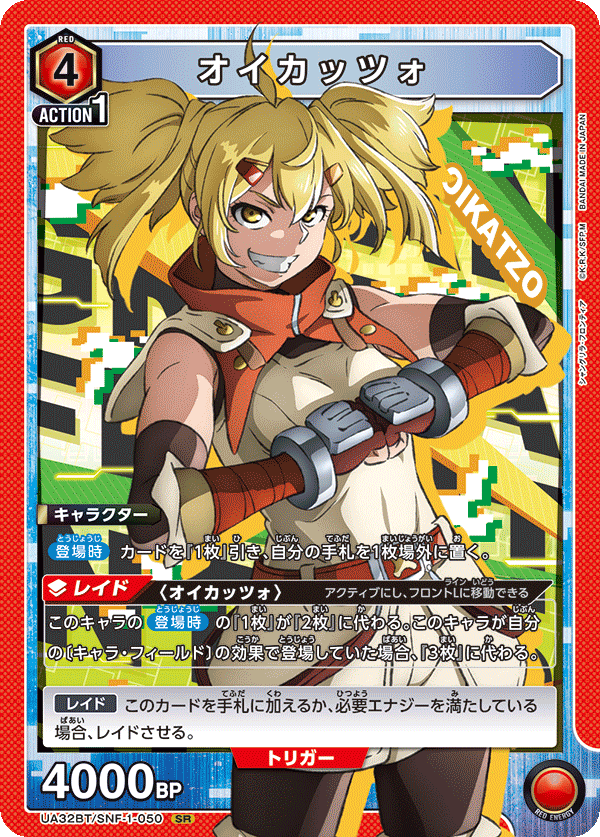 RED
4
ACTION1
オイカッツォ
OIKATZO
BANDAI MADE IN JAPAN
©K,R,K/SFP,M
シャングリラ・フロンティア
キャラクター
登場時 カードを『1枚』引き、自分の手札を1枚場外に置く。
レイド 〈オイカッツォ〉 アクティブにし、フロントLに移動できる
このキャラの 登場時 の『1枚』が『2枚』に代わる。このキャラが自分
の〔キャラ・フィールド〕の効果で登場していた場合、『3枚』に代わる。
レイド このカードを手札に加えるか、必要エナジーを満たしている
場合、レイドさせる。
トリガー
4000BP
UA32BT/SNF-1-050 SR
RED ENERGY